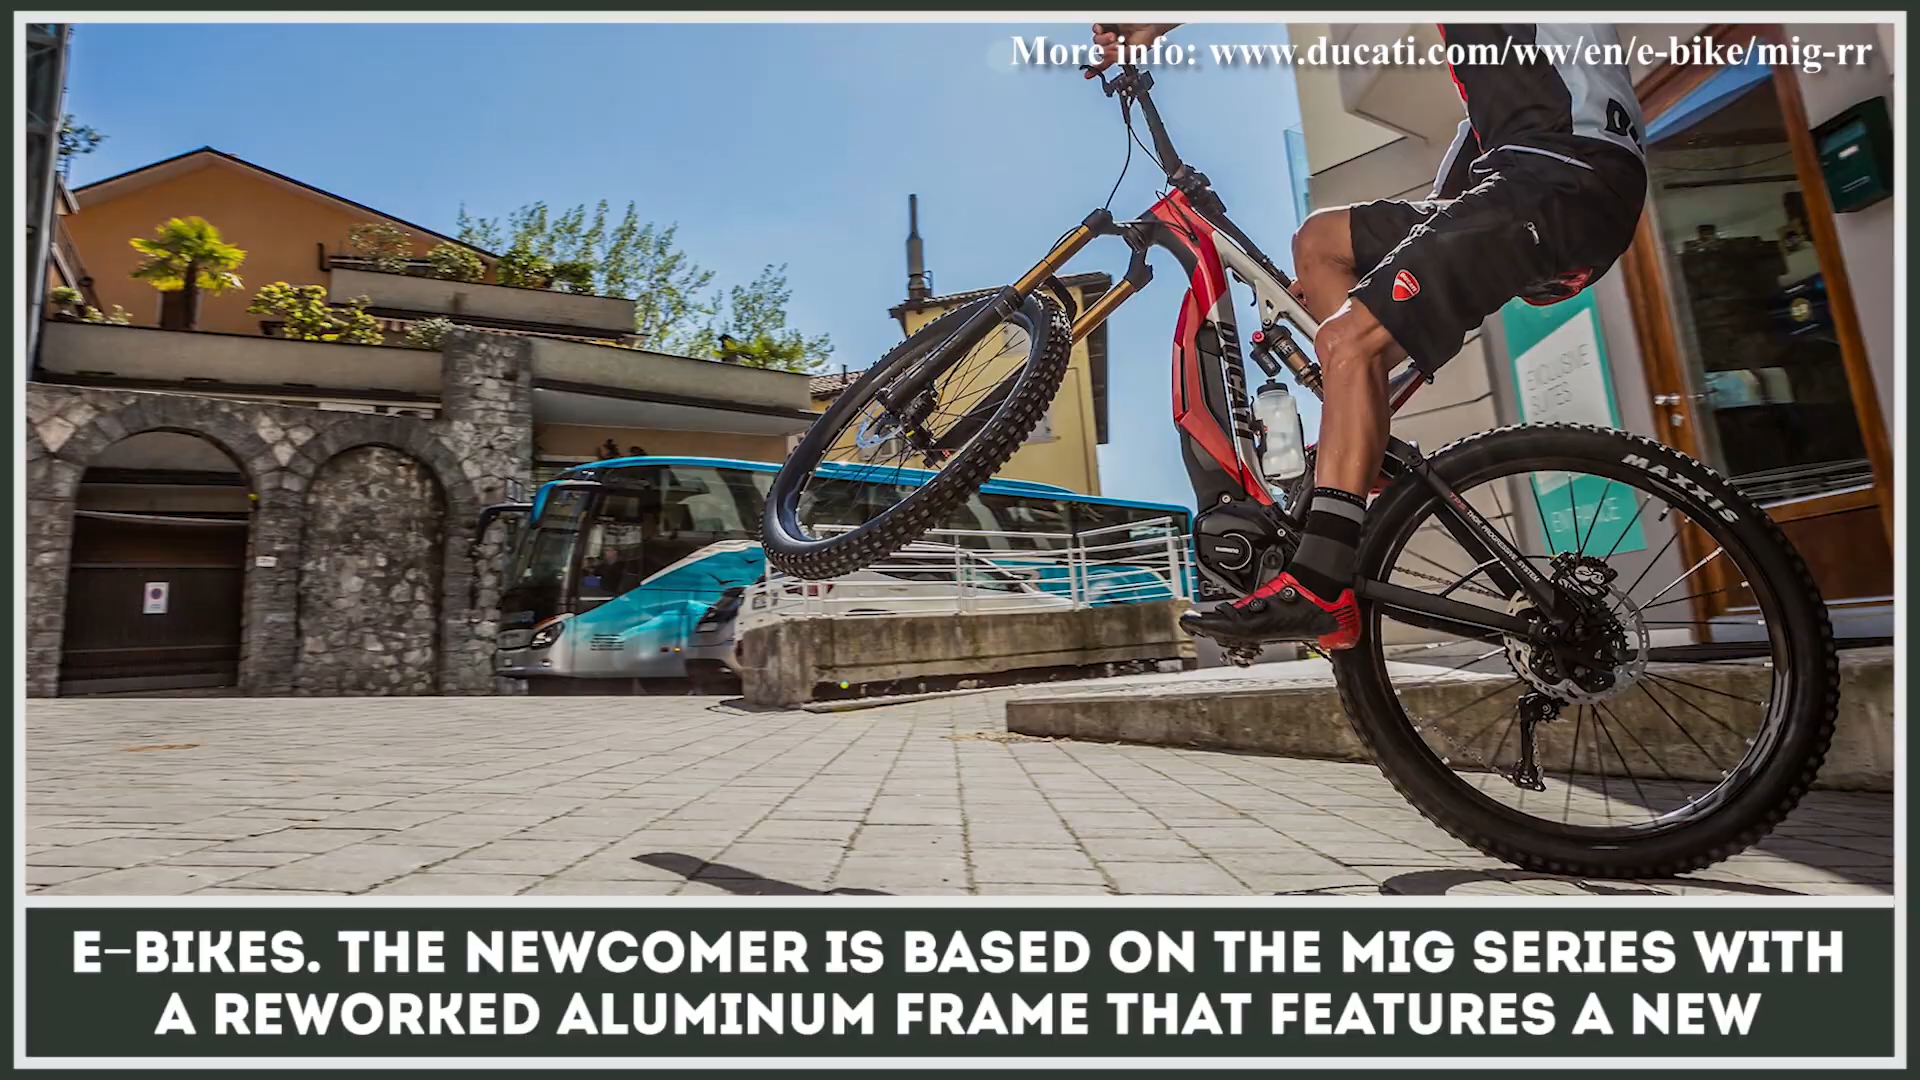 More info: www.ducati.com/ww/en/e-bike/mig-rr
DUCATI
EXCLUSIVE
SUITES
ENTRANCE
MAXXIS
SHIMANO
E-BIKES. THE NEWCOMER IS BASED ON THE MIG SERIES WITH
A REWORKED ALUMINUM FRAME THAT FEATURES A NEW